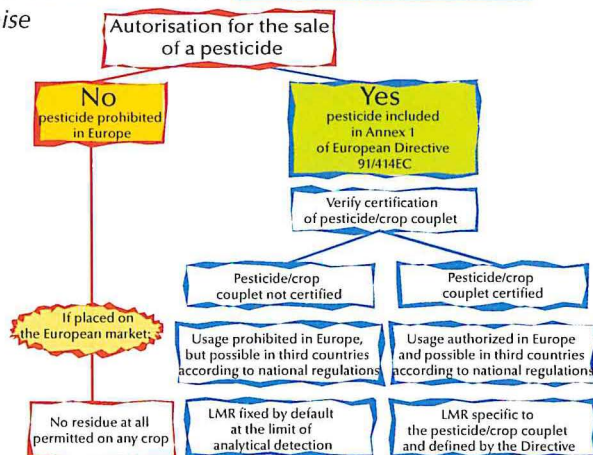 Autorisation for the sale
of a pesticide
No
pesticide prohibited
in Europe
Yes
pesticide included
in Annex 1
of European Directive
91/414EC
Verify certification
of pesticide/crop couplet
Pesticide/crop
couplet not certified
Pesticide/crop
couplet certified
If placed
on the European market:
Usage prohibited in Europe,
but possible in third countries
according to national regulations
Usage authorized in Europe
and possible in third countries
according to national regulations
No residue at all
permitted on any crop
LMR fixed by default
at the limit of
analytical detection
LMR specific to
the pesticide/crop couplet
and defined by the Directive